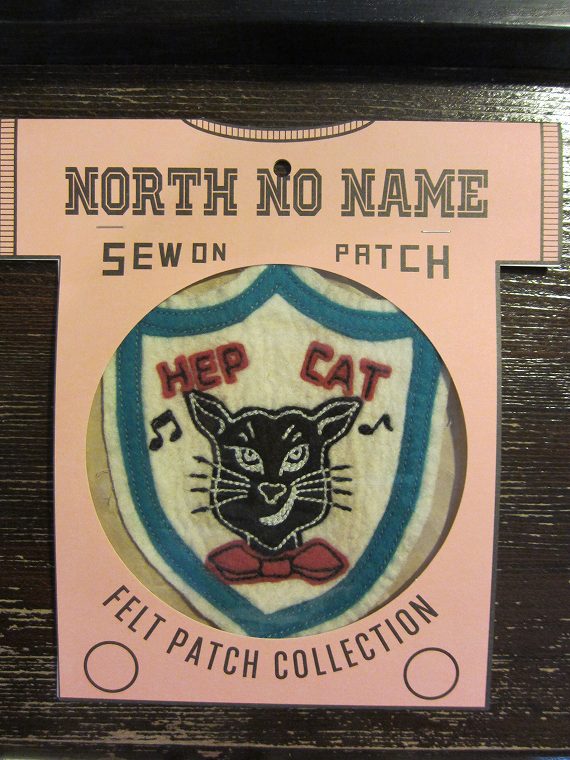 NORTH NO NAME
SEW ON PATCH
HEP CAT
FELT PATCH COLLECTION